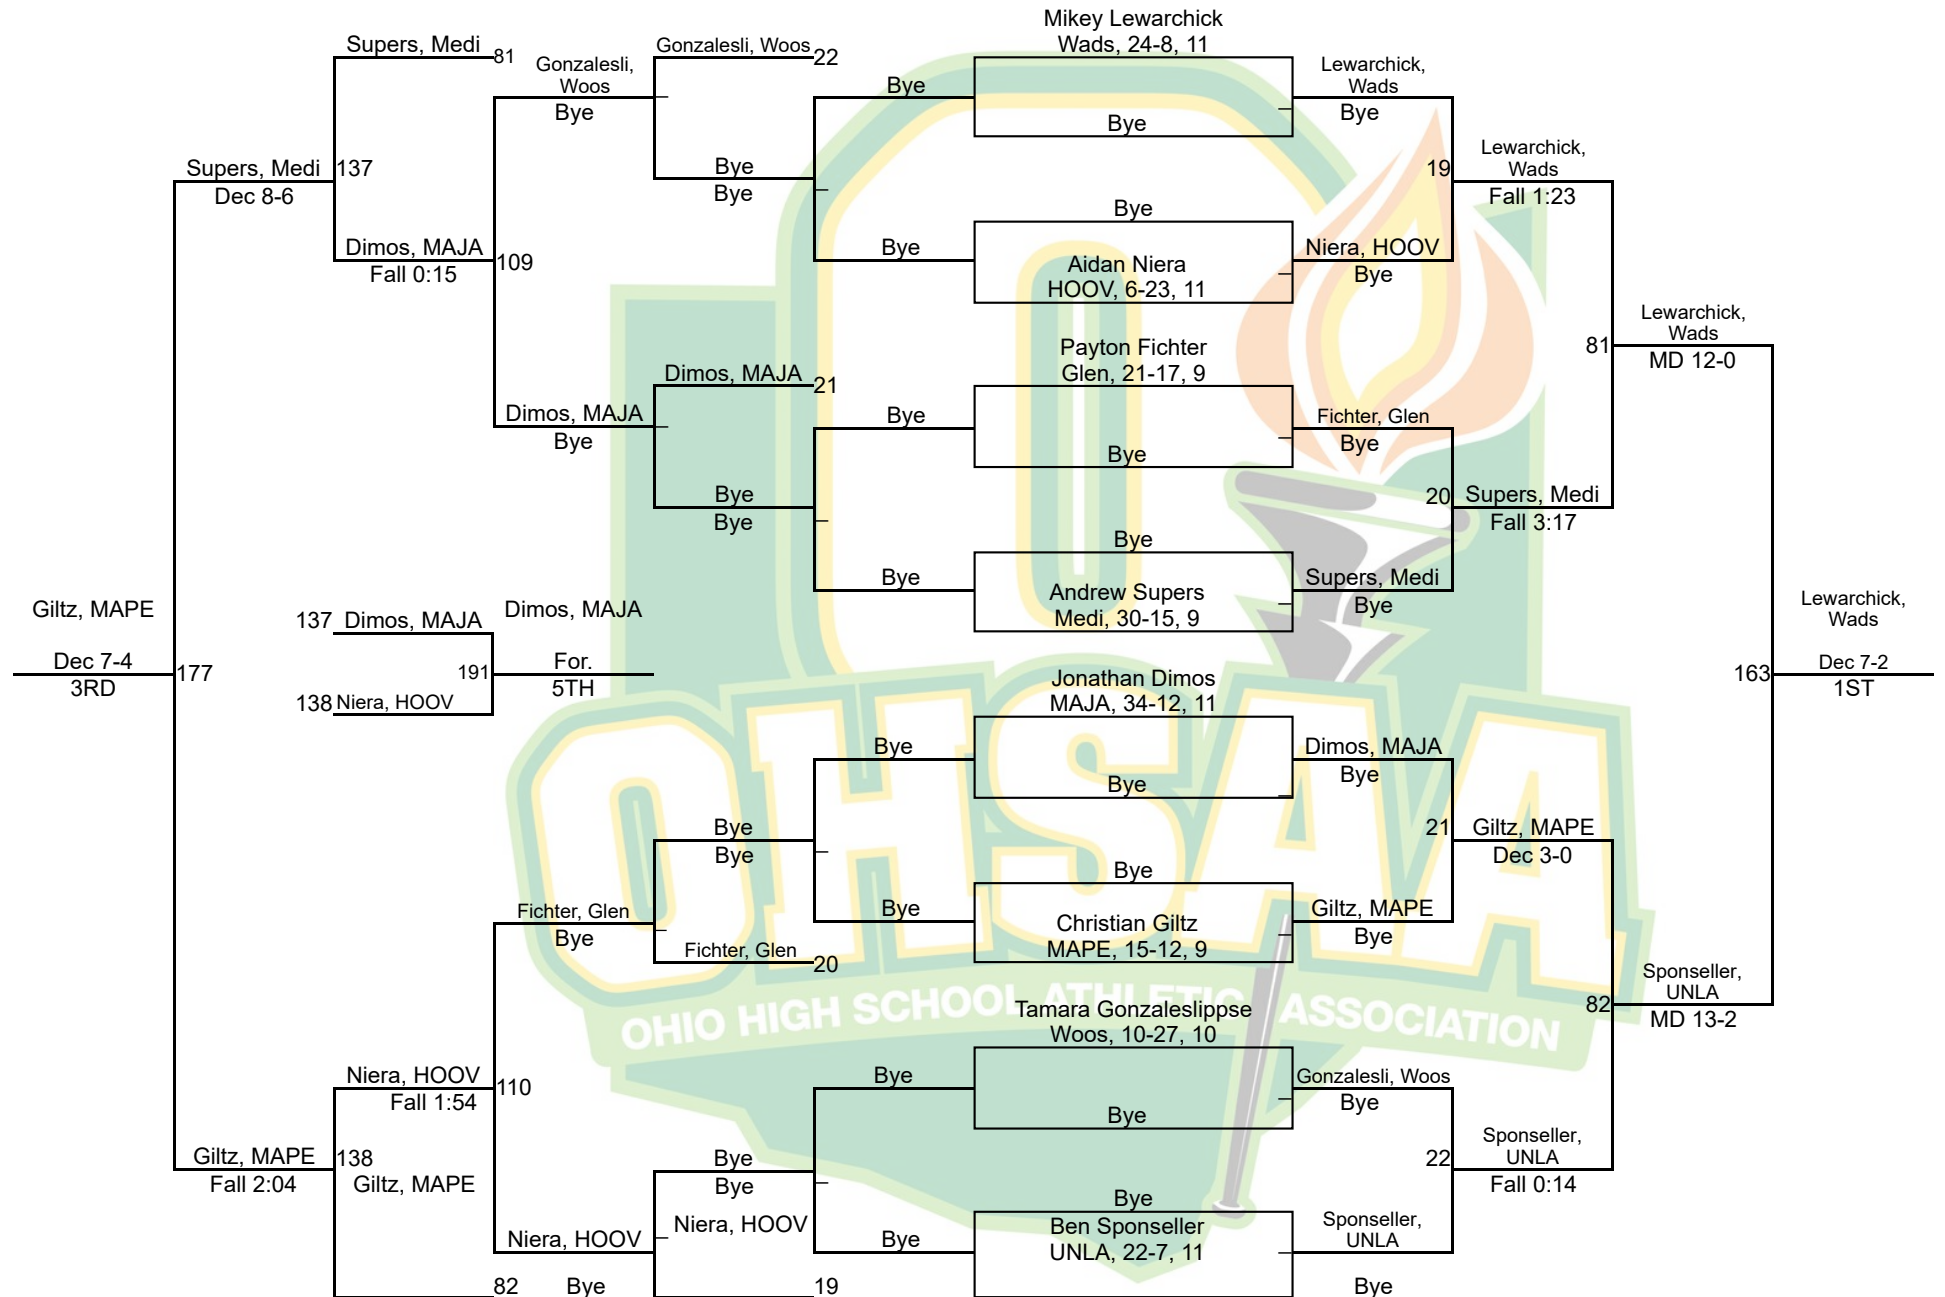 Mikey Lewarchick
Wads, 24-8, 11
Supers, Medi
81
Gonzalesli, Woos
22
Gonzalesli,
Woos
Bye
Bye
Bye
Lewarchick,
Wads
Bye
Supers, Medi
Dec 8-6
137
Bye
Bye
19
Lewarchick,
Wads
Fall 1:23
Dimos, MAJA
Fall 0:15
109
Bye
Bye
Aidan Niera
HOOV, 6-23, 11
Niera, HOOV
Bye
Payton Fichter
Glen, 21-17, 9
81
Lewarchick,
Wads
MD 12-0
Dimos, MAJA
21
Dimos, MAJA
Bye
Bye
Bye
Fichter, Glen
Bye
Bye
Bye
20
Supers, Medi
Fall 3:17
Bye
Bye
Andrew Supers
Medi, 30-15, 9
Supers, Medi
Bye
Giltz, MAPE
Dec 7-4
3RD
177
137
Dimos, MAJA
Dimos, MAJA
191
For.
5TH
138
Niera, HOOV
163
Lewarchick,
Wads
Dec 7-2
1ST
Jonathan Dimos
MAJA, 34-12, 11
Bye
Bye
Dimos, MAJA
Bye
OHSAA
Bye
Bye
21
Giltz, MAPE
Dec 3-0
Bye
Bye
Christian Giltz
MAPE, 15-12, 9
Giltz, MAPE
Bye
Fichter, Glen
Bye
Fichter, Glen
20
OHIO HIGH SCHOOL ATHLETIC ASSOCIATION
82
Sponseller,
UNLA
MD 13-2
Tamara Gonzaleslippse
Woos, 10-27, 10
Niera, HOOV
Fall 1:54
110
Bye
Bye
Gonzalesli, Woos
Bye
Giltz, MAPE
Fall 2:04
138
Giltz, MAPE
Bye
Bye
22
Sponseller,
UNLA
Fall 0:14
Niera, HOOV
Niera, HOOV
Bye
Bye
Ben Sponseller
UNLA, 22-7, 11
Sponseller,
UNLA
82
Bye
19
Bye